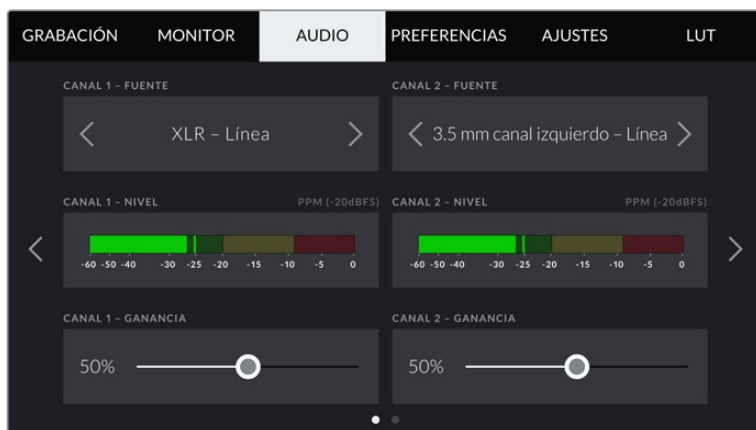 GRABACIÓN MONITOR AUDIO PREFERENCIAS AJUSTES LUT
CANAL 1 – FUENTE
CANAL 2 – FUENTE
XLR – Línea
3.5 mm canal izquierdo – Línea
CANAL 1 – NIVEL PPM (-20dBFS)
CANAL 2 – NIVEL PPM (-20dBFS)
-60 -50 -40 -30 -25 -20 -15 -10 -5 0
-60 -50 -40 -30 -25 -20 -15 -10 -5 0
CANAL 1 – GANANCIA
CANAL 2 – GANANCIA
50%
50%